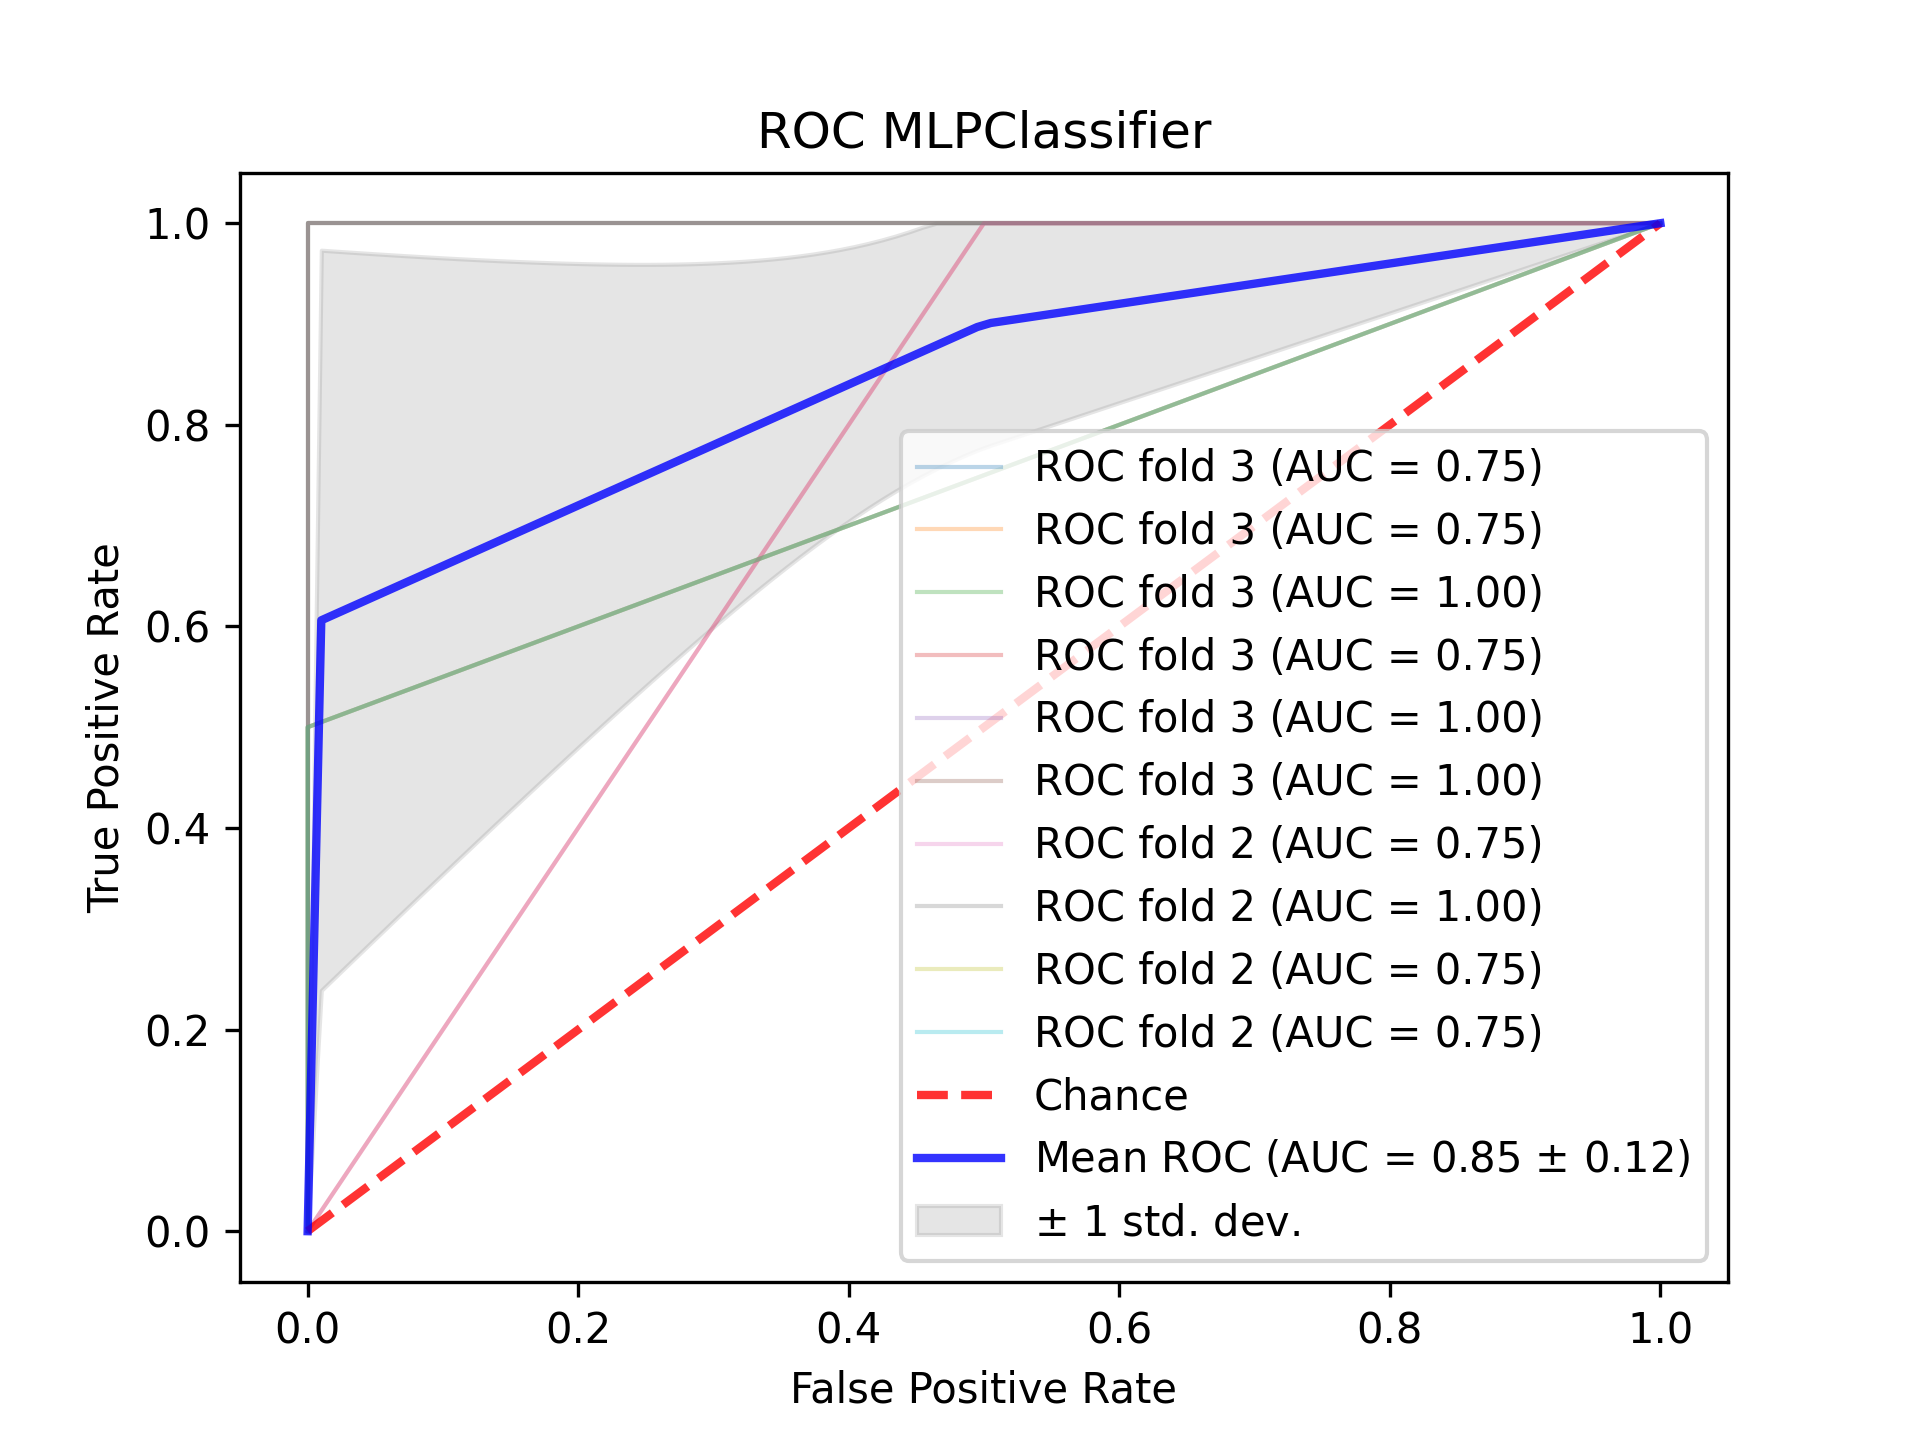 ROC MLPClassifier
True Positive Rate
1.0
0.8
0.6
0.4
0.2
0.0
ROC fold 3 (AUC = 0.75)
ROC fold 3 (AUC = 0.75)
ROC fold 3 (AUC = 1.00)
ROC fold 3 (AUC = 0.75)
ROC fold 3 (AUC = 1.00)
ROC fold 3 (AUC = 1.00)
ROC fold 2 (AUC = 0.75)
ROC fold 2 (AUC = 1.00)
ROC fold 2 (AUC = 0.75)
ROC fold 2 (AUC = 0.75)
Chance
Mean ROC (AUC = 0.85 ± 0.12)
± 1 std. dev.
0.0 0.2 0.4 0.6 0.8 1.0
False Positive Rate